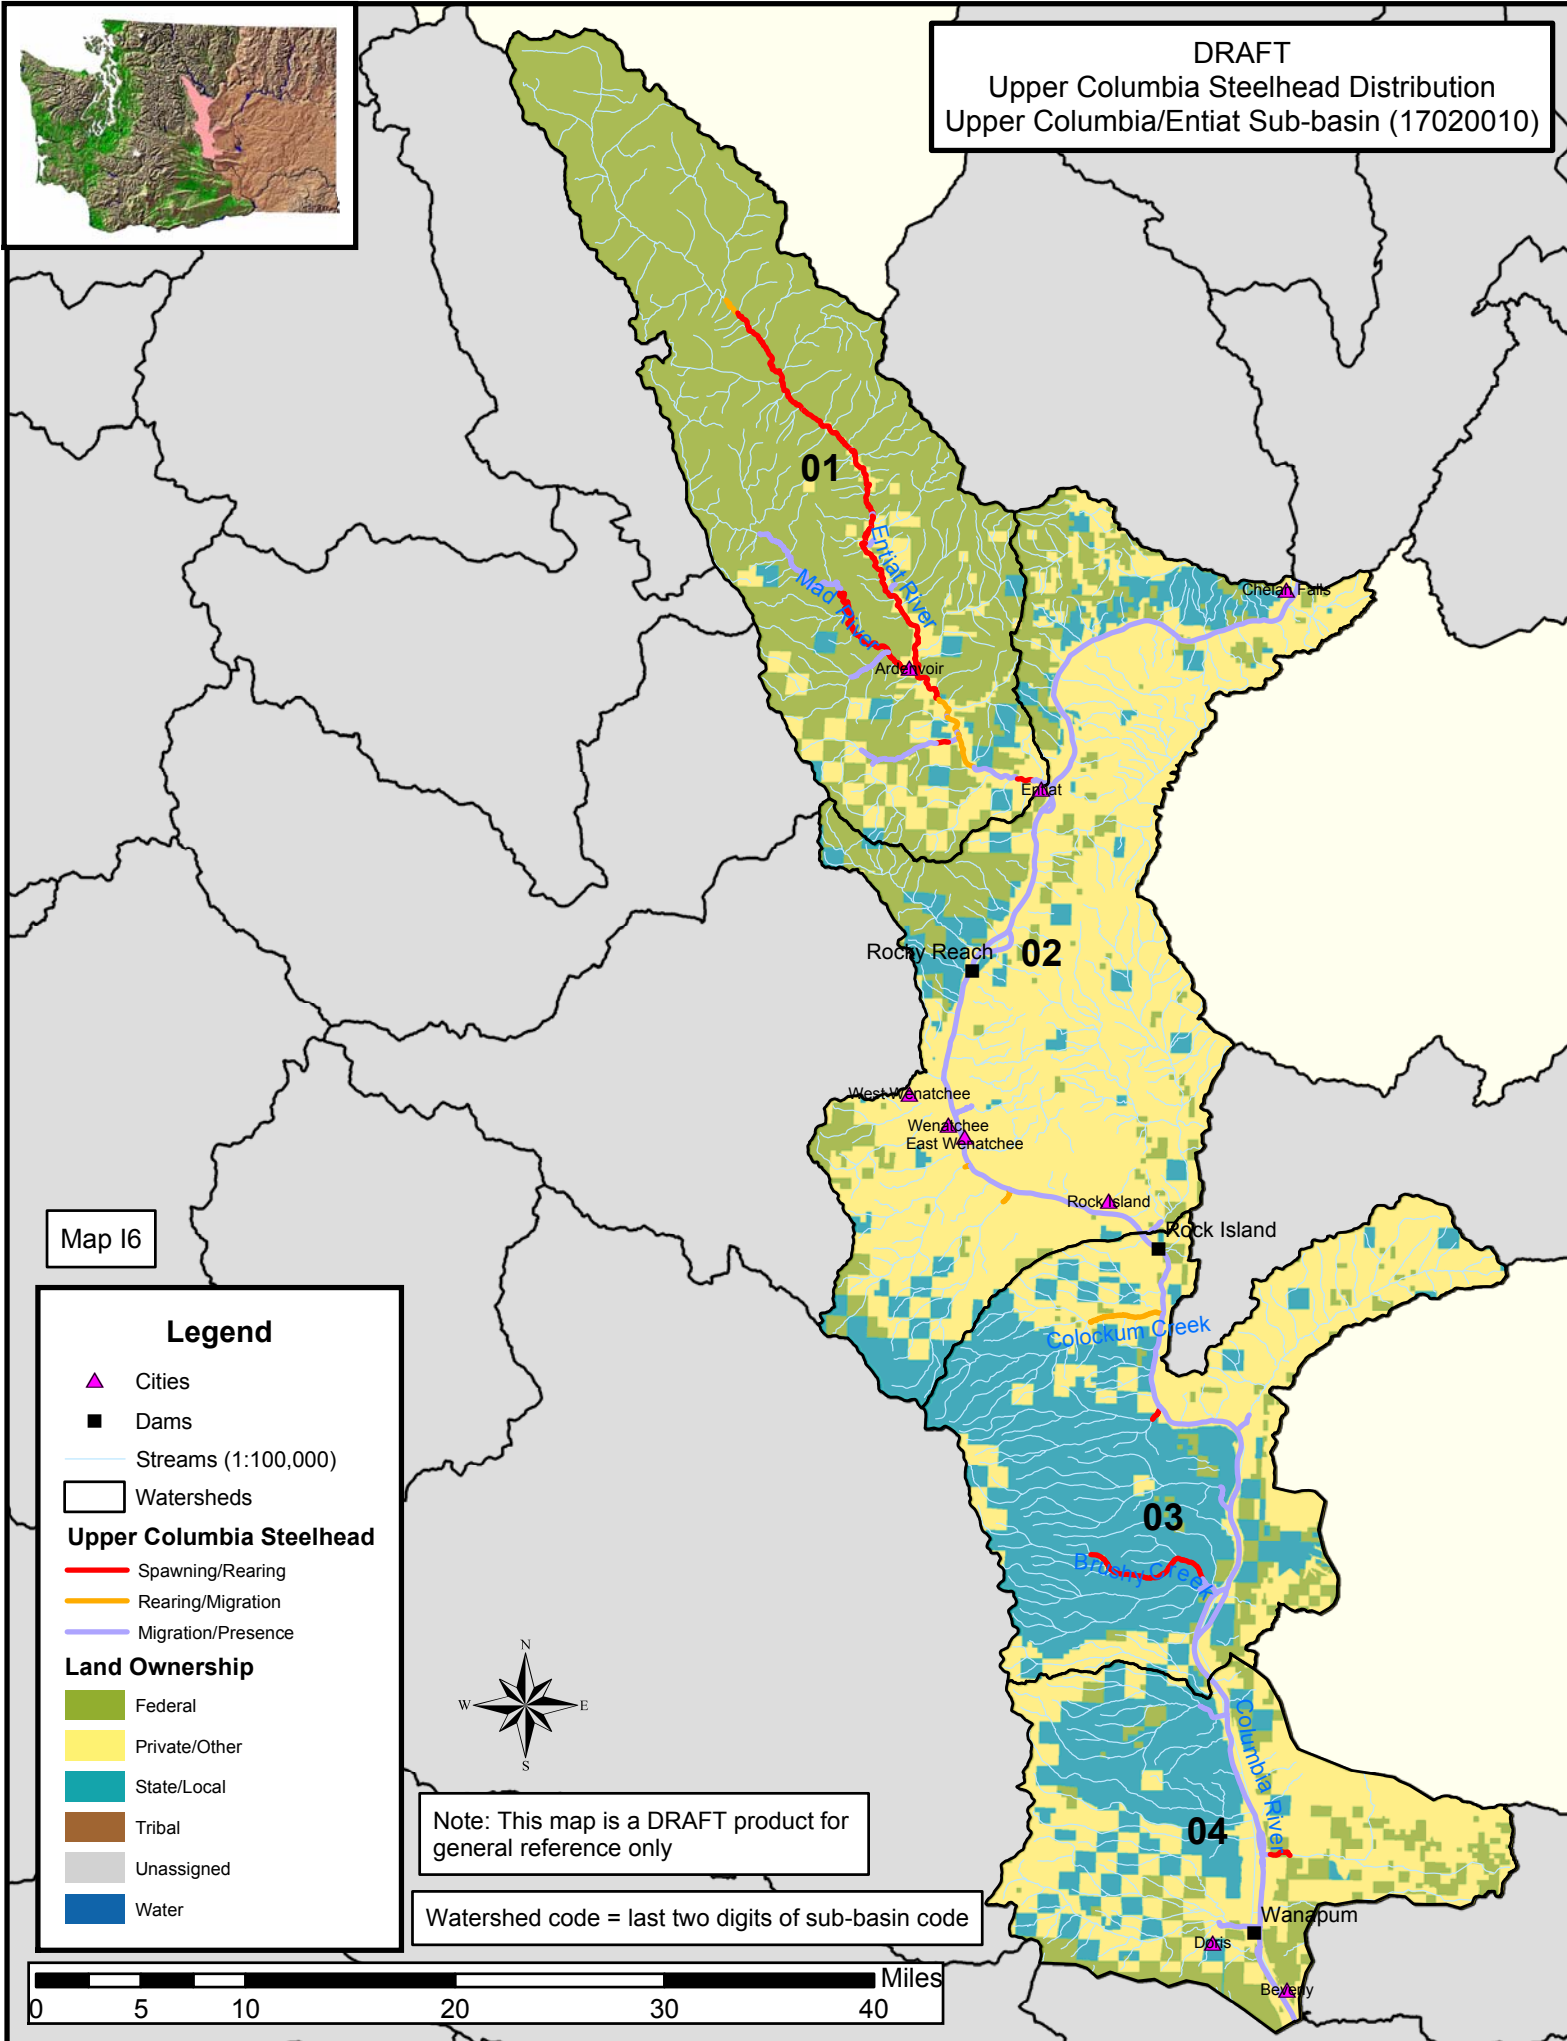 DRAFT
Upper Columbia Steelhead Distribution
Upper Columbia/Entiat Sub-basin (17020010)
01
Entiat River
Mad River
Chelan Falls
Ardenvoir
Entiat
Rocky Reach
02
West Wenatchee
Wenatchee
East Wenatchee
Rock Island
Rock Island
Colockum Creek
03
Brushy Creek
Columbia River
04
Wanapum
Doris
Beverly
Map I6
Legend
Cities
Dams
Streams (1:100,000)
Watersheds
Upper Columbia Steelhead
Spawning/Rearing
Rearing/Migration
Migration/Presence
Land Ownership
Federal
Private/Other
State/Local
Tribal
Unassigned
Water
N
W
E
S
Note: This map is a DRAFT product for
general reference only
Watershed code = last two digits of sub-basin code
Miles
0 5 10 20 30 40